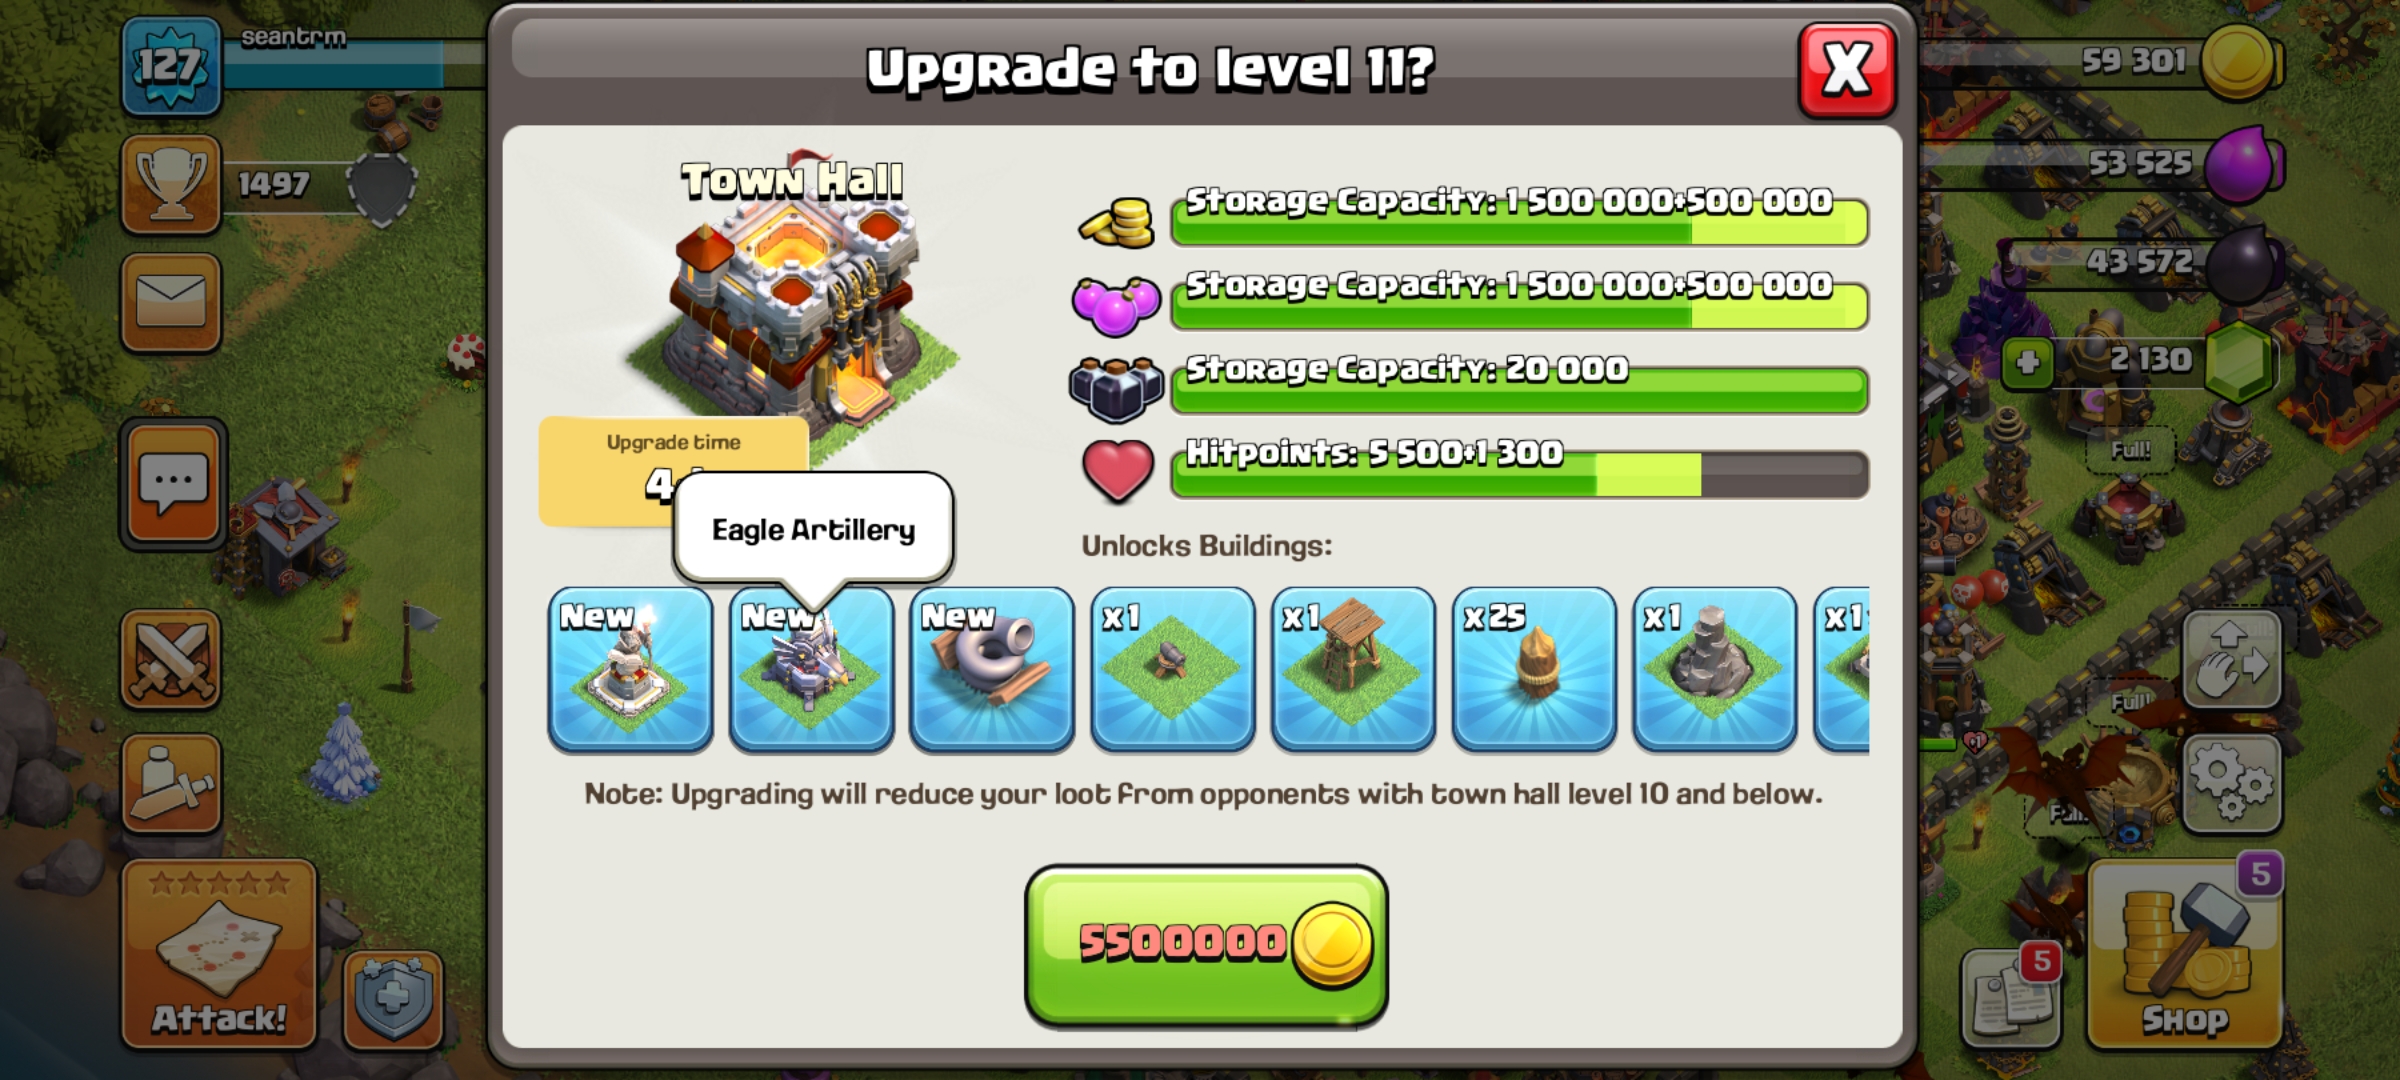 127
seantrm
1497
Attack!
Upgrade to level 11?
X
Town Hall
Upgrade time
4
Eagle Artillery
Storage Capacity: 1 500 000+500 000
Storage Capacity: 1 500 000+500 000
Storage Capacity: 20 000
Hitpoints: 5 500+1 300
Unlocks Buildings:
New
New
New
x1
x1
x25
x1
x1
Note: Upgrading will reduce your loot from opponents with town hall level 10 and below.
5500000
59 301
53 525
43 572
2 130
Full!
Full!
Full!
5
5
Shop